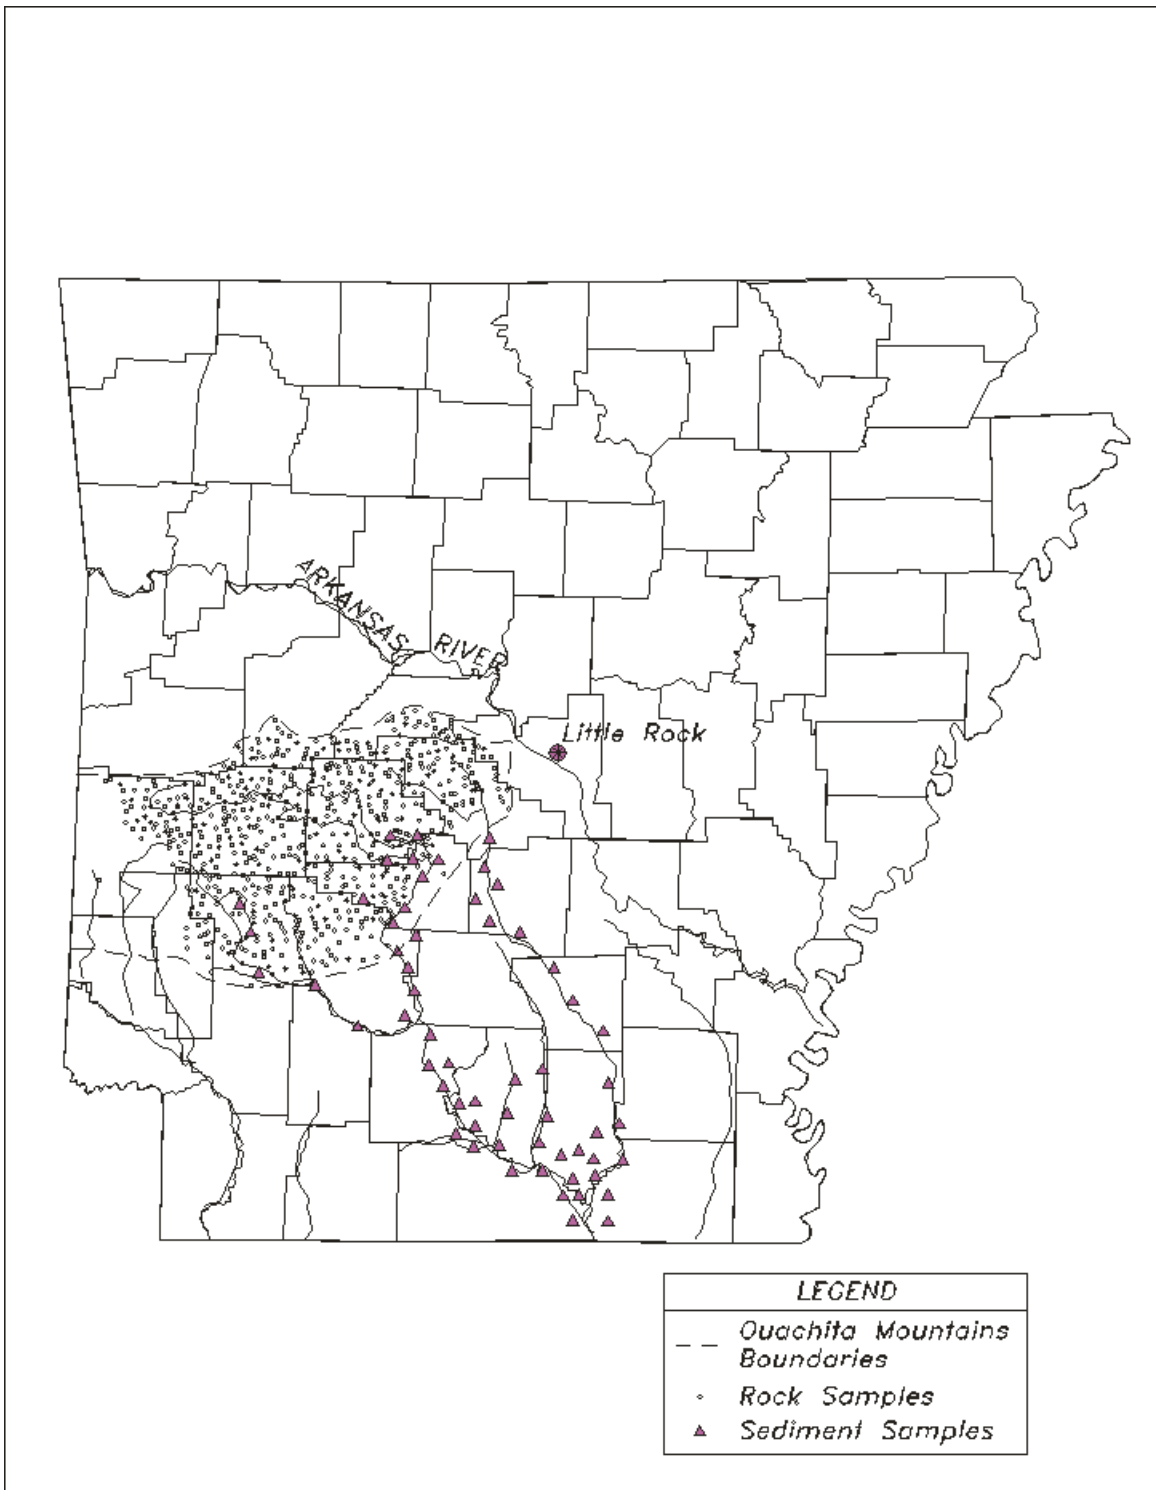 ARKANSAS
RIVER
Little Rock
LEGEND
Ouachita Mountains
Boundaries
Rock Samples
Sediment Samples